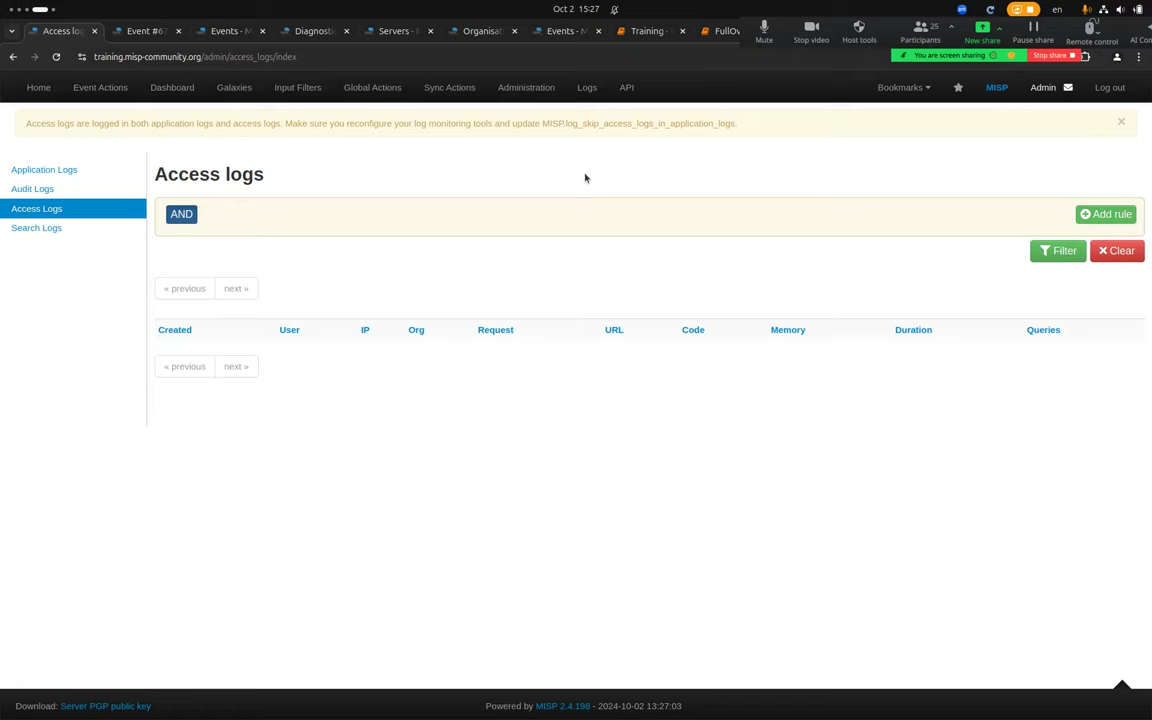 Oct 2 15:27
en
Access log
Event #67
Events - M
Diagnosti
Servers -
Organisat
Events - M
Training -
FullOv
Mute
Stop video
Host tools
25
Participants
New share
Pause share
Remote control
AI Con
You are screen sharing
Stop share
training.misp-community.org/admin/access_logs/index
Home
Event Actions
Dashboard
Galaxies
Input Filters
Global Actions
Sync Actions
Administration
Logs
API
Bookmarks
MISP
Admin
Log out
Access logs are logged in both application logs and access logs. Make sure you reconfigure your log monitoring tools and update MISP.log_skip_access_logs_in_application_logs.
×
Application Logs
Audit Logs
Access Logs
Search Logs
Access logs
AND
Add rule
Filter
Clear
« previous
next »
Created
User
IP
Org
Request
URL
Code
Memory
Duration
Queries
« previous
next »
Download: Server PGP public key
Powered by MISP 2.4.198 - 2024-10-02 13:27:03